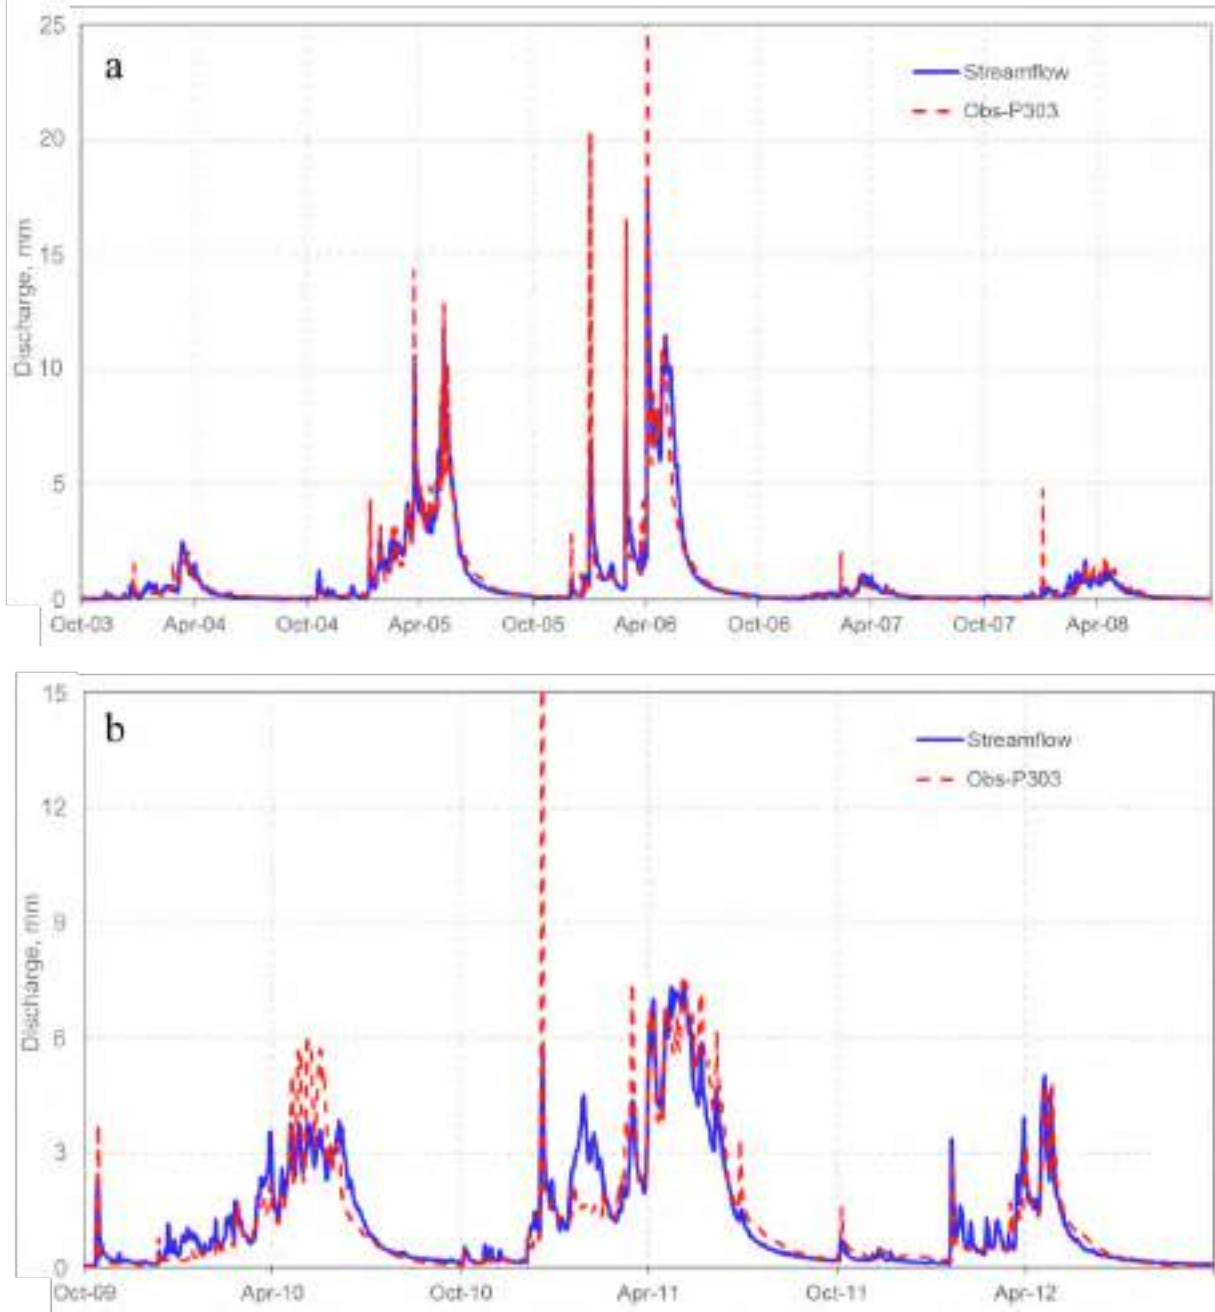 25
a
Streamflow
Obs-P303
20
15
Discharge, mm
10
5
0
Oct-03 Apr-04 Oct-04 Apr-05 Oct-05 Apr-06 Oct-06 Apr-07 Oct-07 Apr-08
15
b
Streamflow
Obs-P303
12
9
Discharge, mm
6
3
0
Oct-09 Apr-10 Oct-10 Apr-11 Oct-11 Apr-12